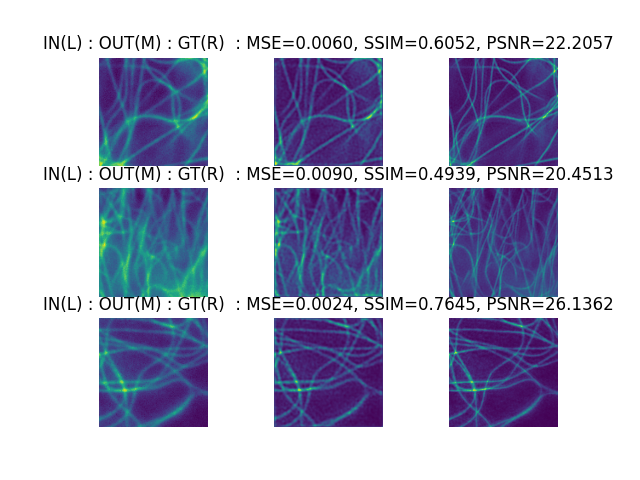 IN(L) : OUT(M) : GT(R)  : MSE=0.0060, SSIM=0.6052, PSNR=22.2057
IN(L) : OUT(M) : GT(R)  : MSE=0.0090, SSIM=0.4939, PSNR=20.4513
IN(L) : OUT(M) : GT(R)  : MSE=0.0024, SSIM=0.7645, PSNR=26.1362